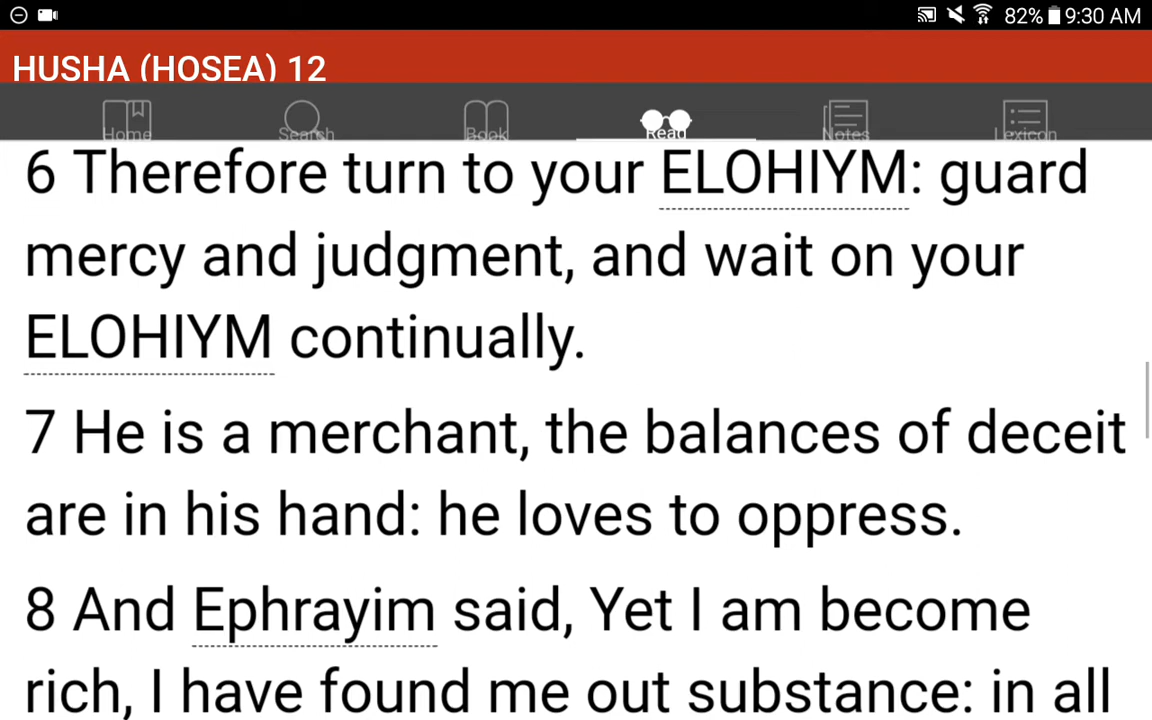 82% 9:30 AM
HUSHA (HOSEA) 12
Home Search Book Read Notes Lexicon
6 Therefore turn to your ELOHIYM: guard
mercy and judgment, and wait on your
ELOHIYM continually.
7 He is a merchant, the balances of deceit
are in his hand: he loves to oppress.
8 And Ephrayim said, Yet I am become
rich, I have found me out substance: in all